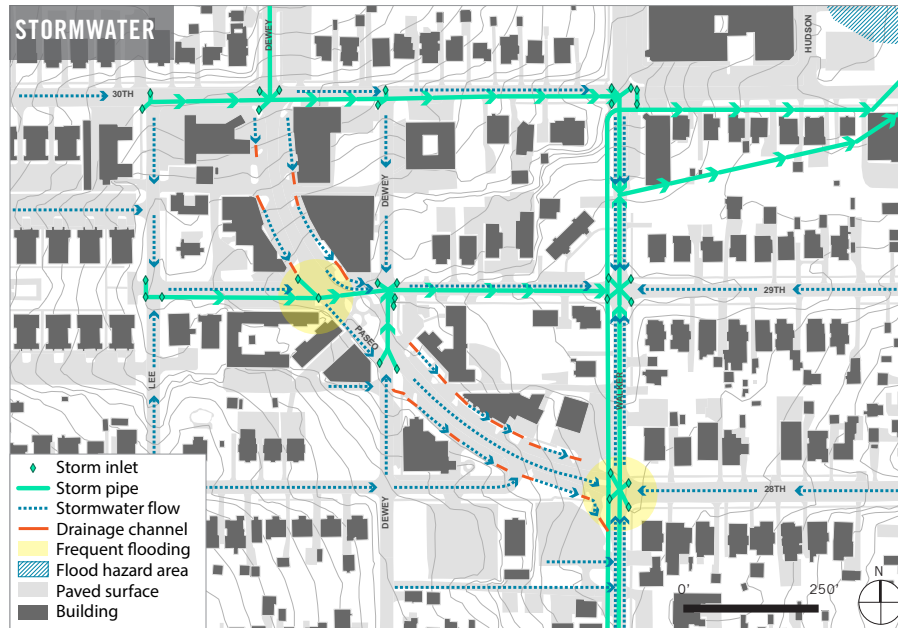 STORMWATER
DEWEY
HUDSON
30TH
DEWEY
29TH
PASEO
LEE
WALKER
28TH
DEWEY
Storm inlet
Storm pipe
Stormwater flow
Drainage channel
Frequent flooding
Flood hazard area
Paved surface
Building
0'
250'
N